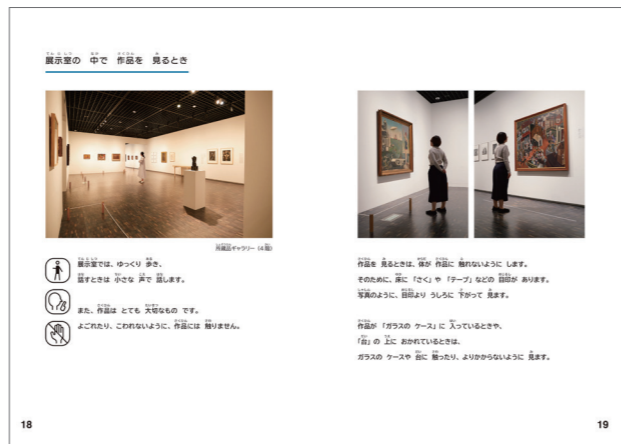 展示室の 中で 作品を 見るとき
所蔵品ギャラリー（4階）
展示室では、ゆっくり 歩き、
話すときは 小さな 声で 話します。
また、作品は とても 大切なもの です。
よごれたり、こわれないように、作品には 触りません。
18
作品を 見るときは、体が 作品に 触れないように します。
そのために、床に 「さく」や 「テープ」などの 目印が あります。
写真のように、目印より うしろに 下がって 見ます。
作品が 「ガラスの ケース」に 入っているときや、
「台」の 上に おかれているときは、
ガラスの ケースや 台に 触ったり、よりかからないように 見ます。
19